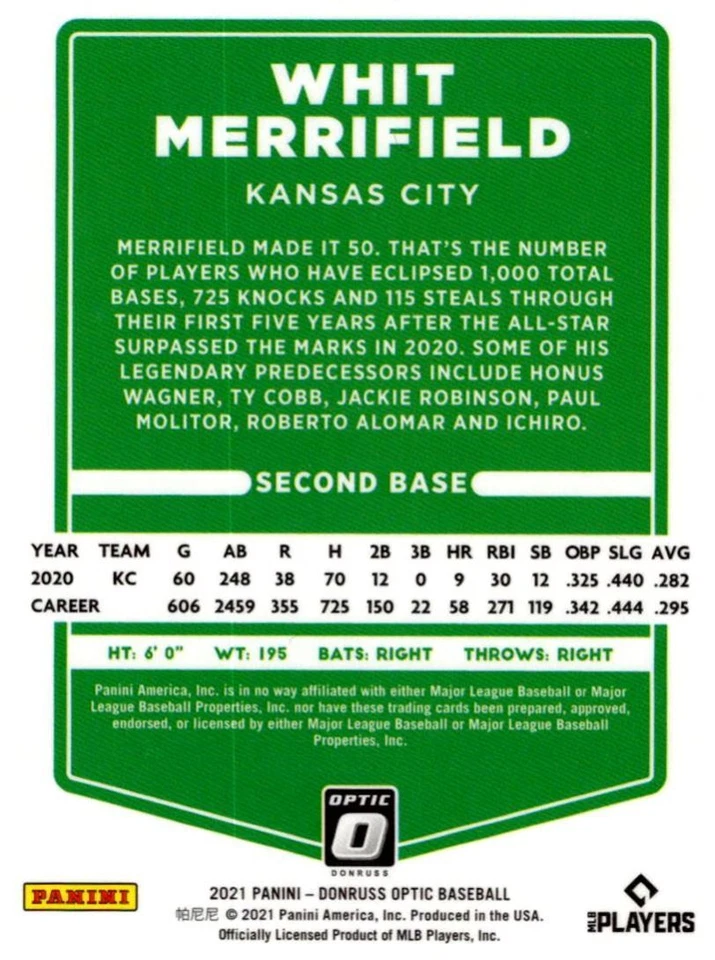 WHIT
MERRIFIELD
KANSAS CITY
MERRIFIELD MADE IT 50. THAT'S THE NUMBER
OF PLAYERS WHO HAVE ECLIPSED 1,000 TOTAL
BASES, 725 KNOCKS AND 115 STEALS THROUGH
THEIR FIRST FIVE YEARS AFTER THE ALL-STAR
SURPASSED THE MARKS IN 2020. SOME OF HIS
LEGENDARY PREDECESSORS INCLUDE HONUS
WAGNER, TY COBB, JACKIE ROBINSON, PAUL
MOLITOR, ROBERTO ALOMAR AND ICHIRO.
SECOND BASE
YEAR TEAM G AB R H 2B 3B HR RBI SB OBP SLG AVG
2020 KC 60 248 38 70 12 0 9 30 12 .325 .440 .282
CAREER 606 2459 355 725 150 22 58 271 119 .342 .444 .295
HT: 6' 0" WT: 195 BATS: RIGHT THROWS: RIGHT
Panini America, Inc. is in no way affiliated with either Major League Baseball or Major
League Baseball Properties, Inc. nor have these trading cards been prepared, approved,
endorsed, or licensed by either Major League Baseball or Major League Baseball
Properties, Inc.
OPTIC
O
DONRUSS
PANINI
2021 PANINI – DONRUSS OPTIC BASEBALL
帕尼尼 © 2021 Panini America, Inc. Produced in the USA.
Officially Licensed Product of MLB Players, Inc.
MLB PLAYERS